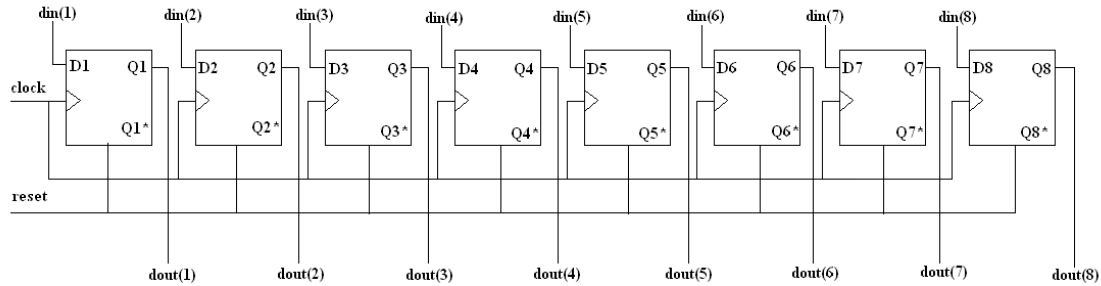 din(1) din(2) din(3) din(4) din(5) din(6) din(7) din(8)
D1 Q1 D2 Q2 D3 Q3 D4 Q4 D5 Q5 D6 Q6 D7 Q7 D8 Q8
clock
Q1* Q2* Q3* Q4* Q5* Q6* Q7* Q8*
reset
dout(1) dout(2) dout(3) dout(4) dout(5) dout(6) dout(7) dout(8)